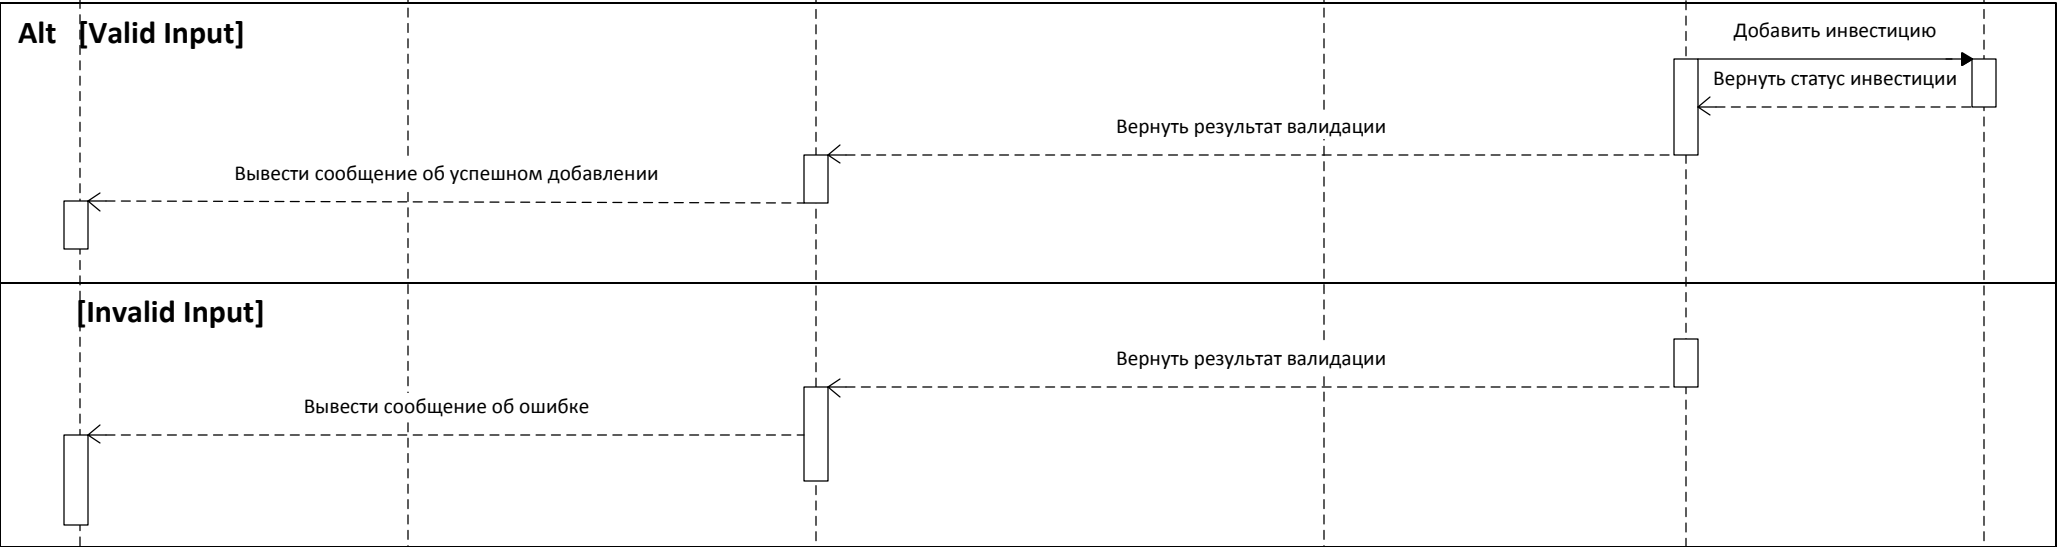 Alt [Valid Input]
Добавить инвестицию
Вернуть статус инвестиции
Вернуть результат валидации
Вывести сообщение об успешном добавлении
[Invalid Input]
Вернуть результат валидации
Вывести сообщение об ошибке